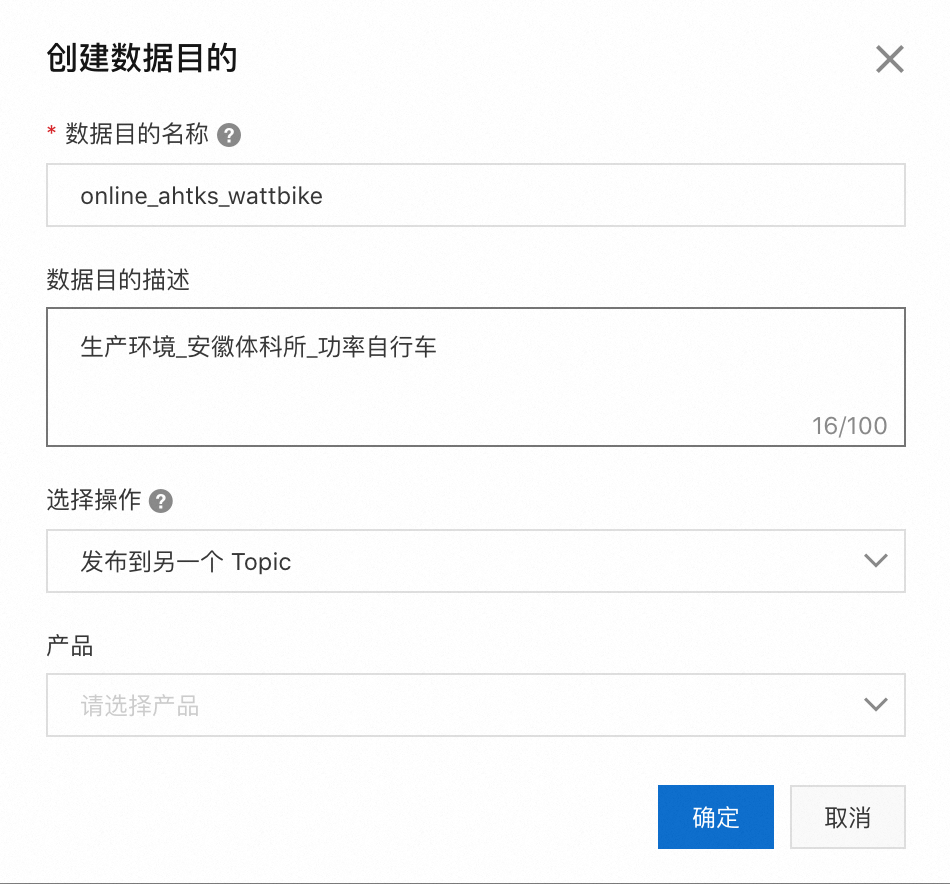 创建数据目的
* 数据目的名称 ?
online_ahtks_wattbike
数据目的描述
生产环境_安徽体科所_功率自行车
16/100
选择操作 ?
发布到另一个 Topic
产品
请选择产品
确定
取消